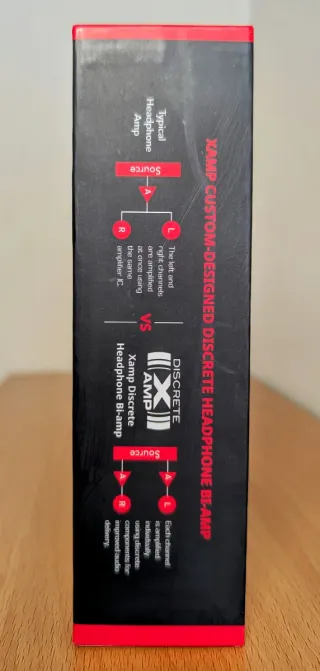 XAMP CUSTOM-DESIGNED DISCRETE HEADPHONE BI-AMP
Typical
Headphone
Amp
Source
A
L
R
The left and
right channels
are amplified
at once using
the same
amplifier IC.
VS
DISCRETE
X
AMP
Xamp Discrete
Headphone Bi-amp
Source
A
L
A
R
Each channel
is amplified
individually
using discrete
components for
improved audio
delivery.